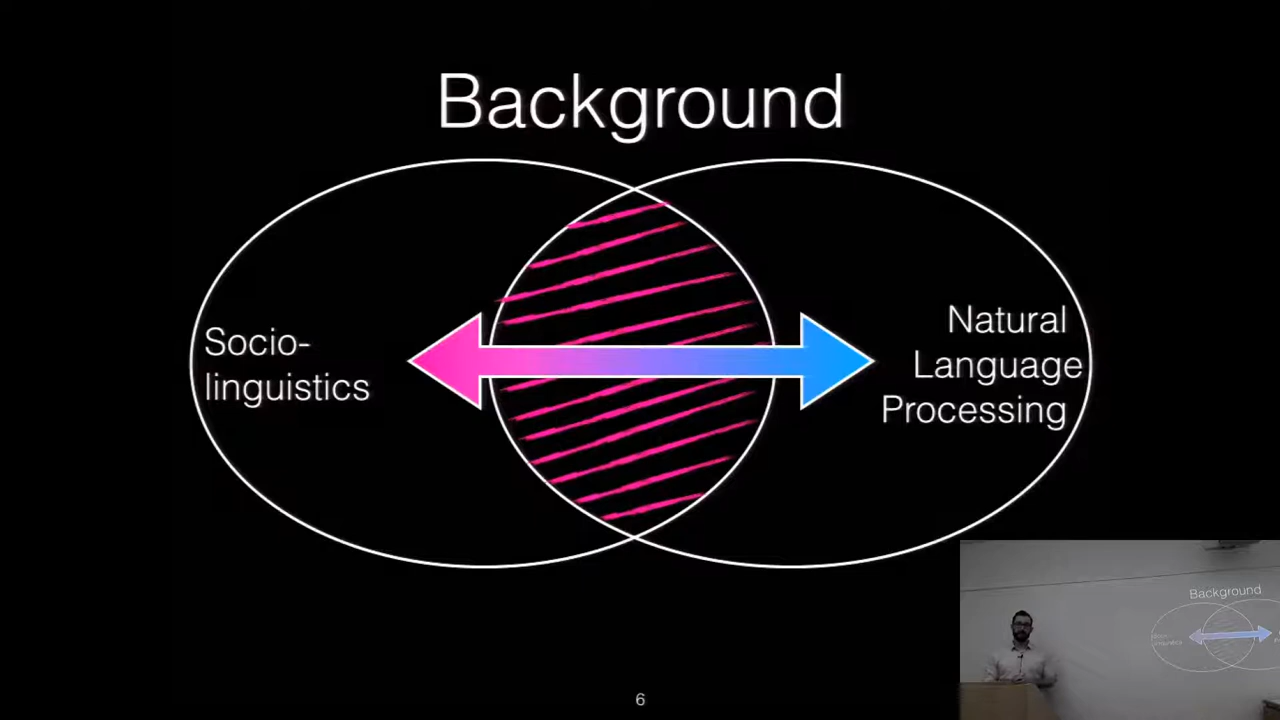 Background
Socio-
linguistics
Natural
Language
Processing
6
Background